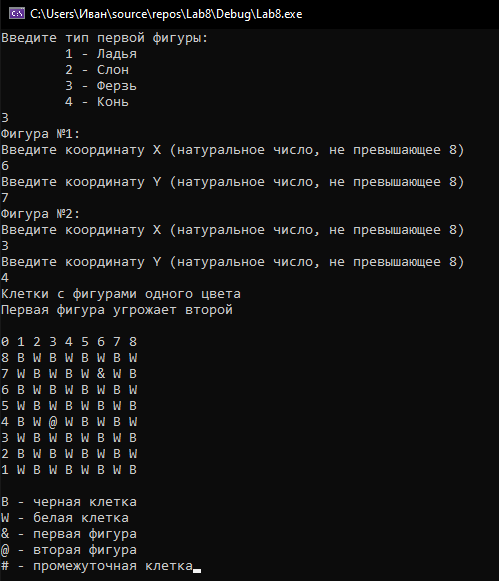 C:\Users\Иван\source\repos\Lab8\Debug\Lab8.exe
Введите тип первой фигуры:
1 - Ладья
2 - Слон
3 - Ферзь
4 - Конь
3
Фигура №1:
Введите координату X (натуральное число, не превышающее 8)
6
Введите координату Y (натуральное число, не превышающее 8)
7
Фигура №2:
Введите координату X (натуральное число, не превышающее 8)
3
Введите координату Y (натуральное число, не превышающее 8)
4
Клетки с фигурами одного цвета
Первая фигура угрожает второй
0 1 2 3 4 5 6 7 8
8 B W B W B W B W
7 W B W B W & W B
6 B W B W B W B W
5 W B W B W B W B
4 B W @ W B W B W
3 W B W B W B W B
2 B W B W B W B W
1 W B W B W B W B
B - черная клетка
W - белая клетка
& - первая фигура
@ - вторая фигура
# - промежуточная клетка